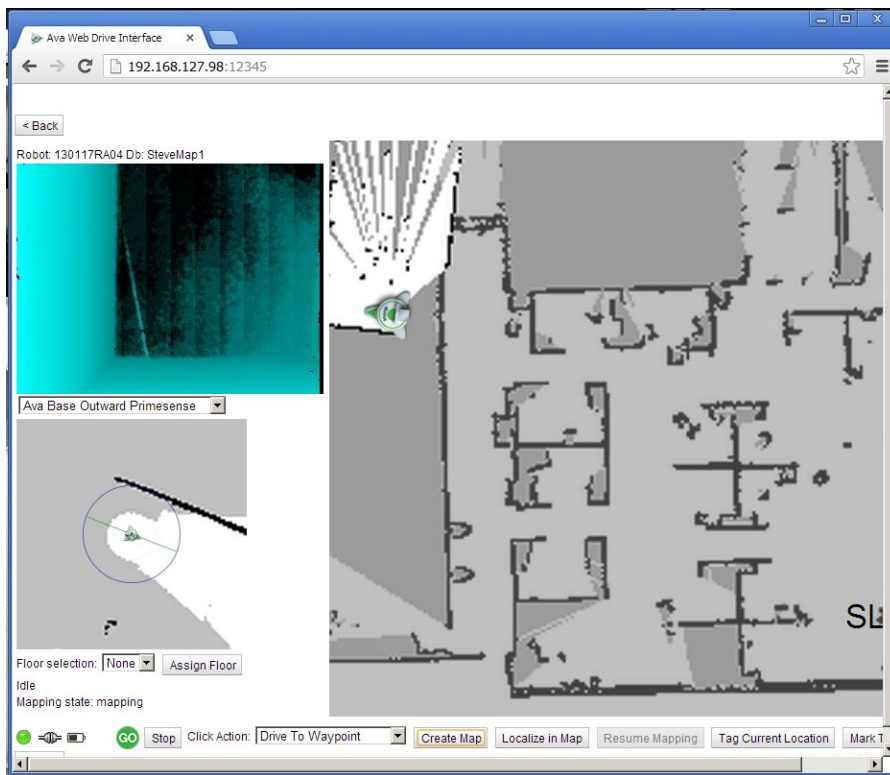 Ava Web Drive Interface
192.168.127.98:12345
< Back
Robot: 130117RA04 Db: SteveMap1
Ava Base Outward Primesense
Floor selection: None Assign Floor
Idle
Mapping state: mapping
GO Stop Click Action: Drive To Waypoint Create Map Localize in Map Resume Mapping Tag Current Location Mark T
SL